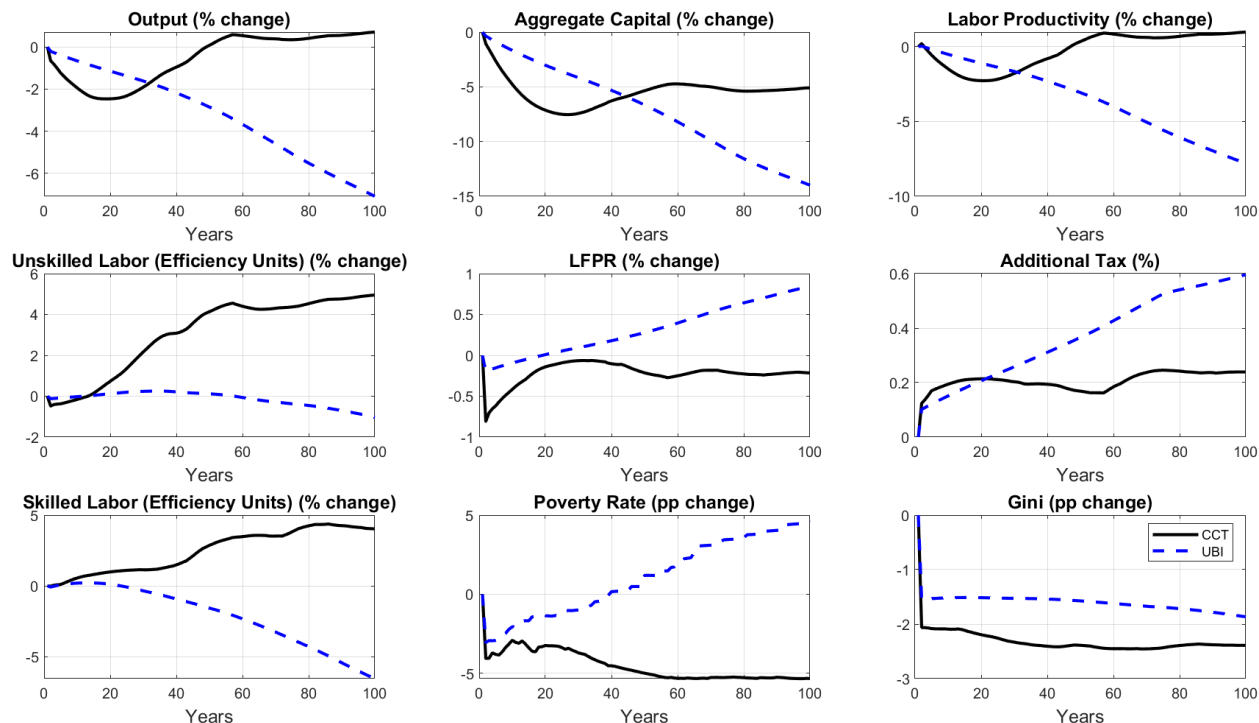 Output (% change)
0
-2
-4
-6
0 20 40 60 80 100
Years
Aggregate Capital (% change)
0
-5
-10
-15
0 20 40 60 80 100
Years
Labor Productivity (% change)
0
-5
-10
0 20 40 60 80 100
Years
Unskilled Labor (Efficiency Units) (% change)
6
4
2
0
-2
0 20 40 60 80 100
Years
LFPR (% change)
1
0.5
0
-0.5
-1
0 20 40 60 80 100
Years
Additional Tax (%)
0.6
0.4
0.2
0
0 20 40 60 80 100
Years
Skilled Labor (Efficiency Units) (% change)
5
0
-5
0 20 40 60 80 100
Years
Poverty Rate (pp change)
5
0
-5
0 20 40 60 80 100
Years
Gini (pp change)
0
-1
-2
-3
CCT
UBI
0 20 40 60 80 100
Years